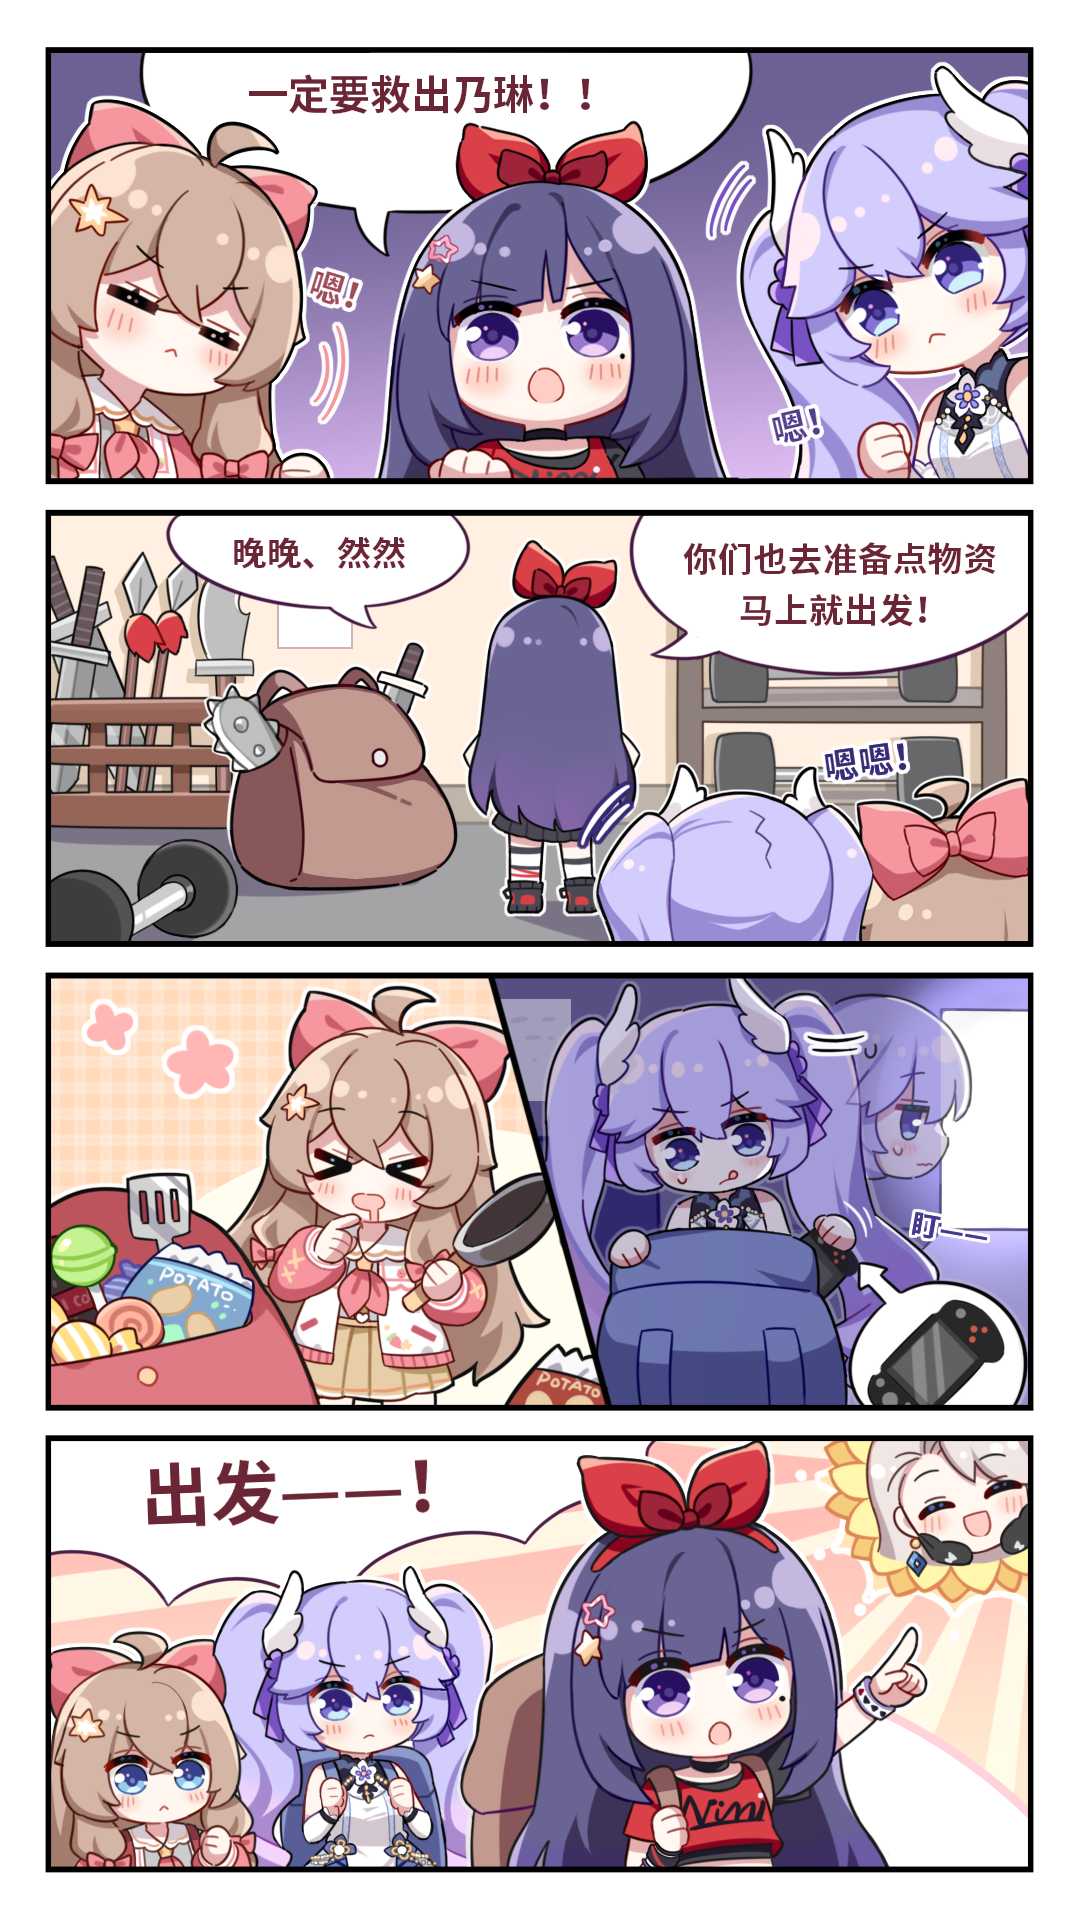 一定要救出乃琳！！
嗯！
嗯！
晚晚、然然
你们也去准备点物资
马上就出发！
嗯嗯！
POTATO
盯——
POTATO
出发——！
Nini